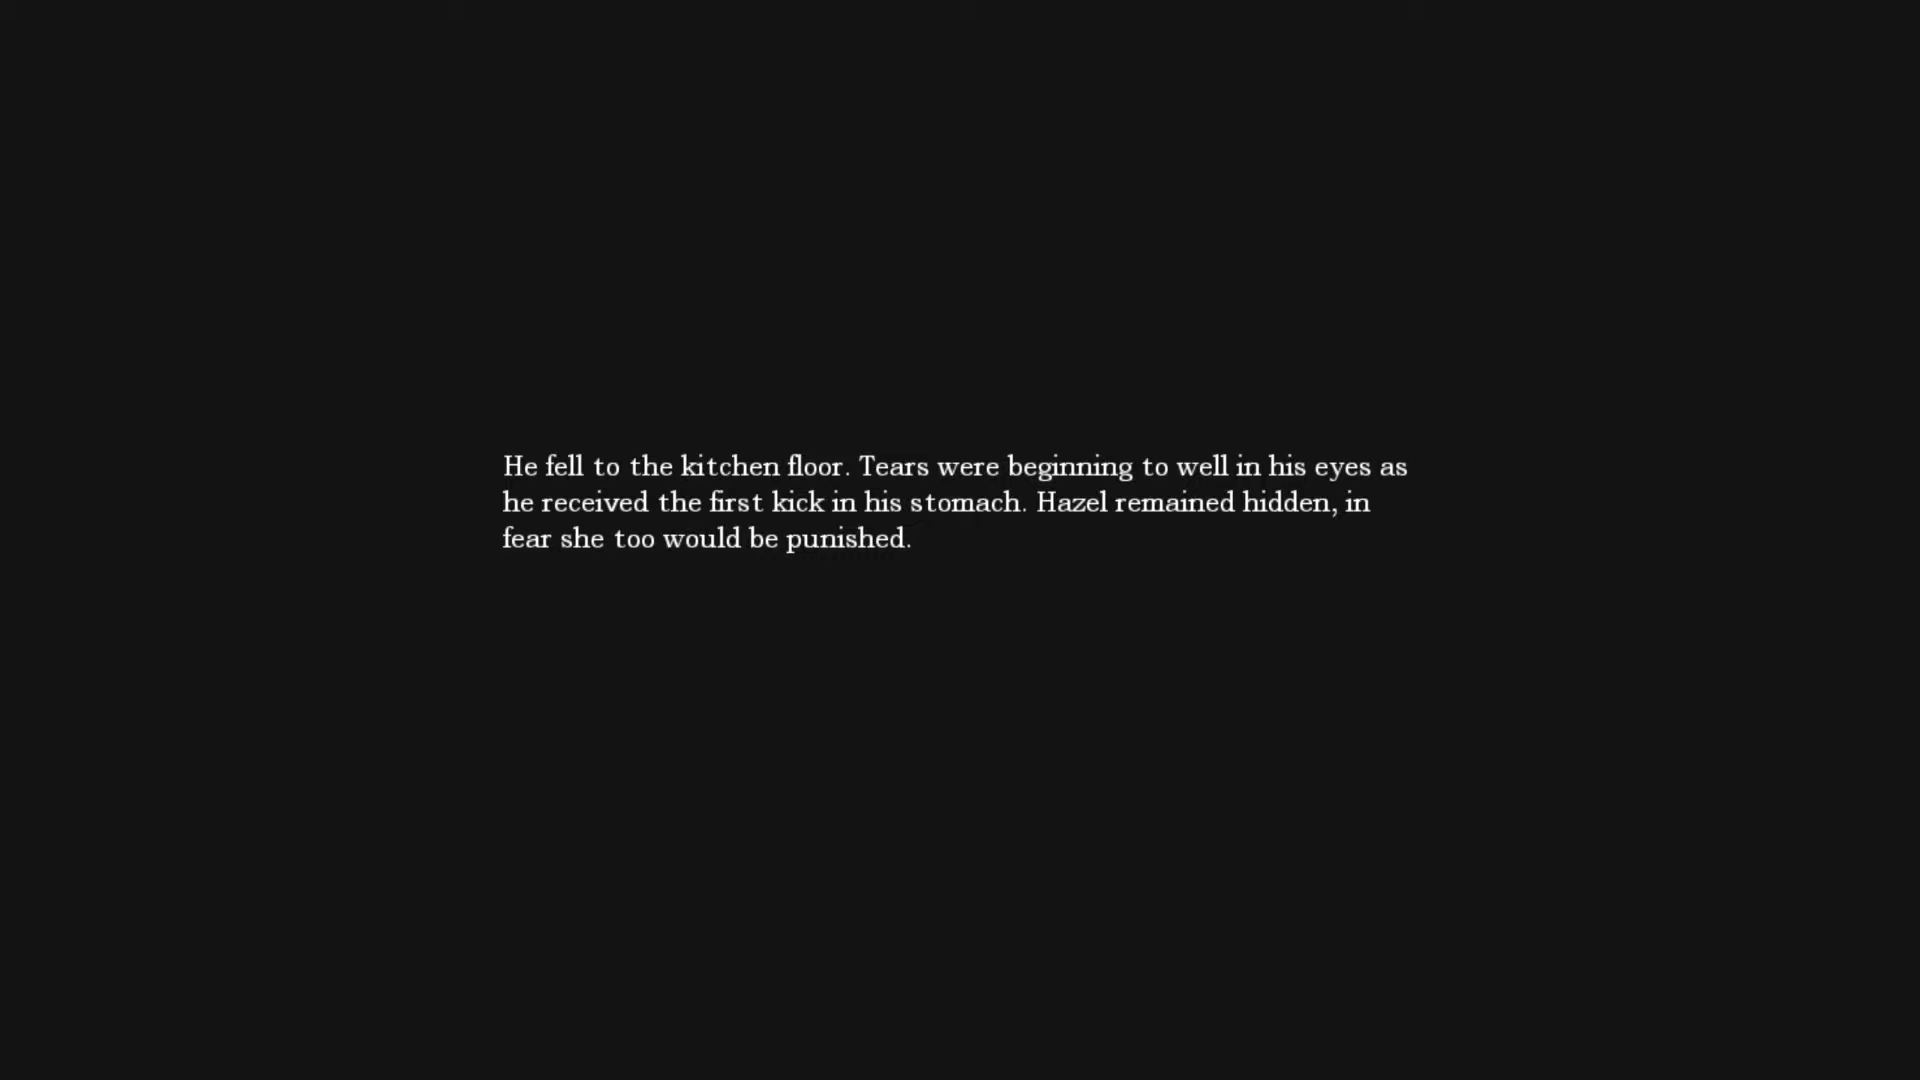 He fell to the kitchen floor. Tears were beginning to well in his eyes as
he received the first kick in his stomach. Hazel remained hidden, in
fear she too would be punished.